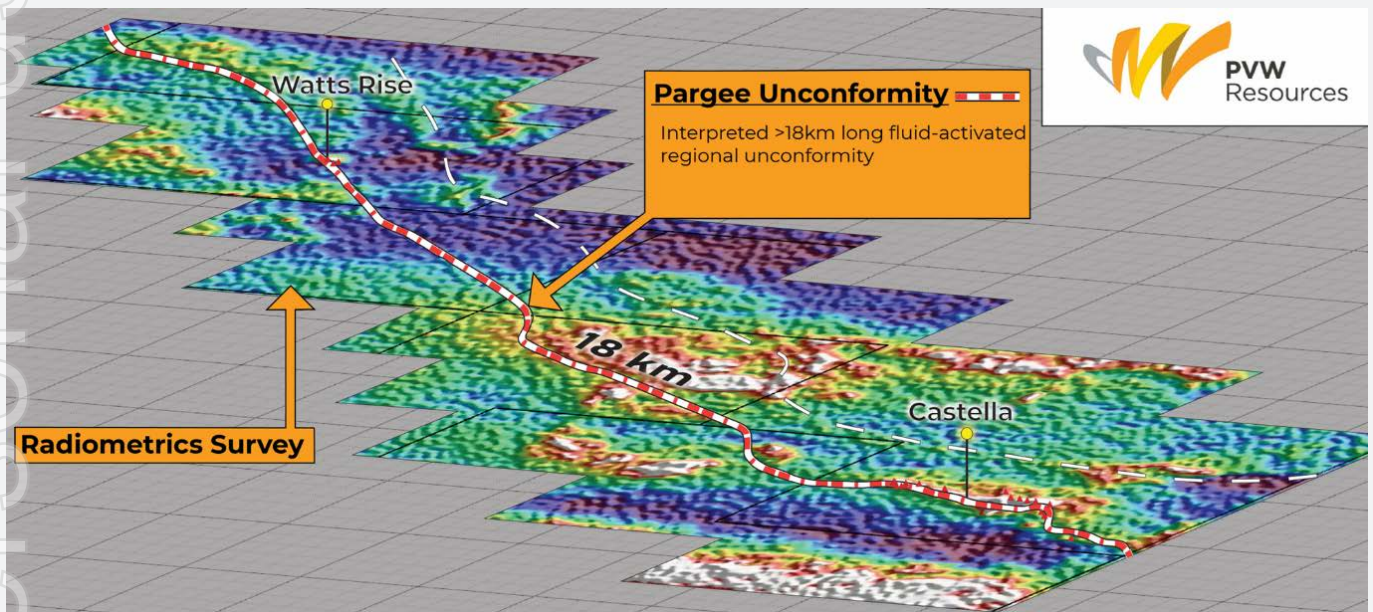 PVW
Resources
Watts Rise
Pargee Unconformity
Interpreted >18km long fluid-activated
regional unconformity
18 km
Castella
Radiometrics Survey